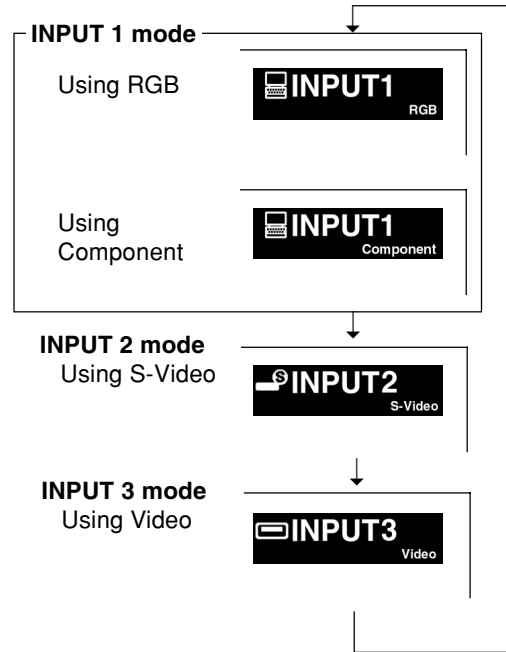 INPUT 1 mode
Using RGB
INPUT1
RGB
Using
Component
INPUT1
Component
INPUT 2 mode
Using S-Video
S
INPUT2
S-Video
INPUT 3 mode
Using Video
INPUT3
Video